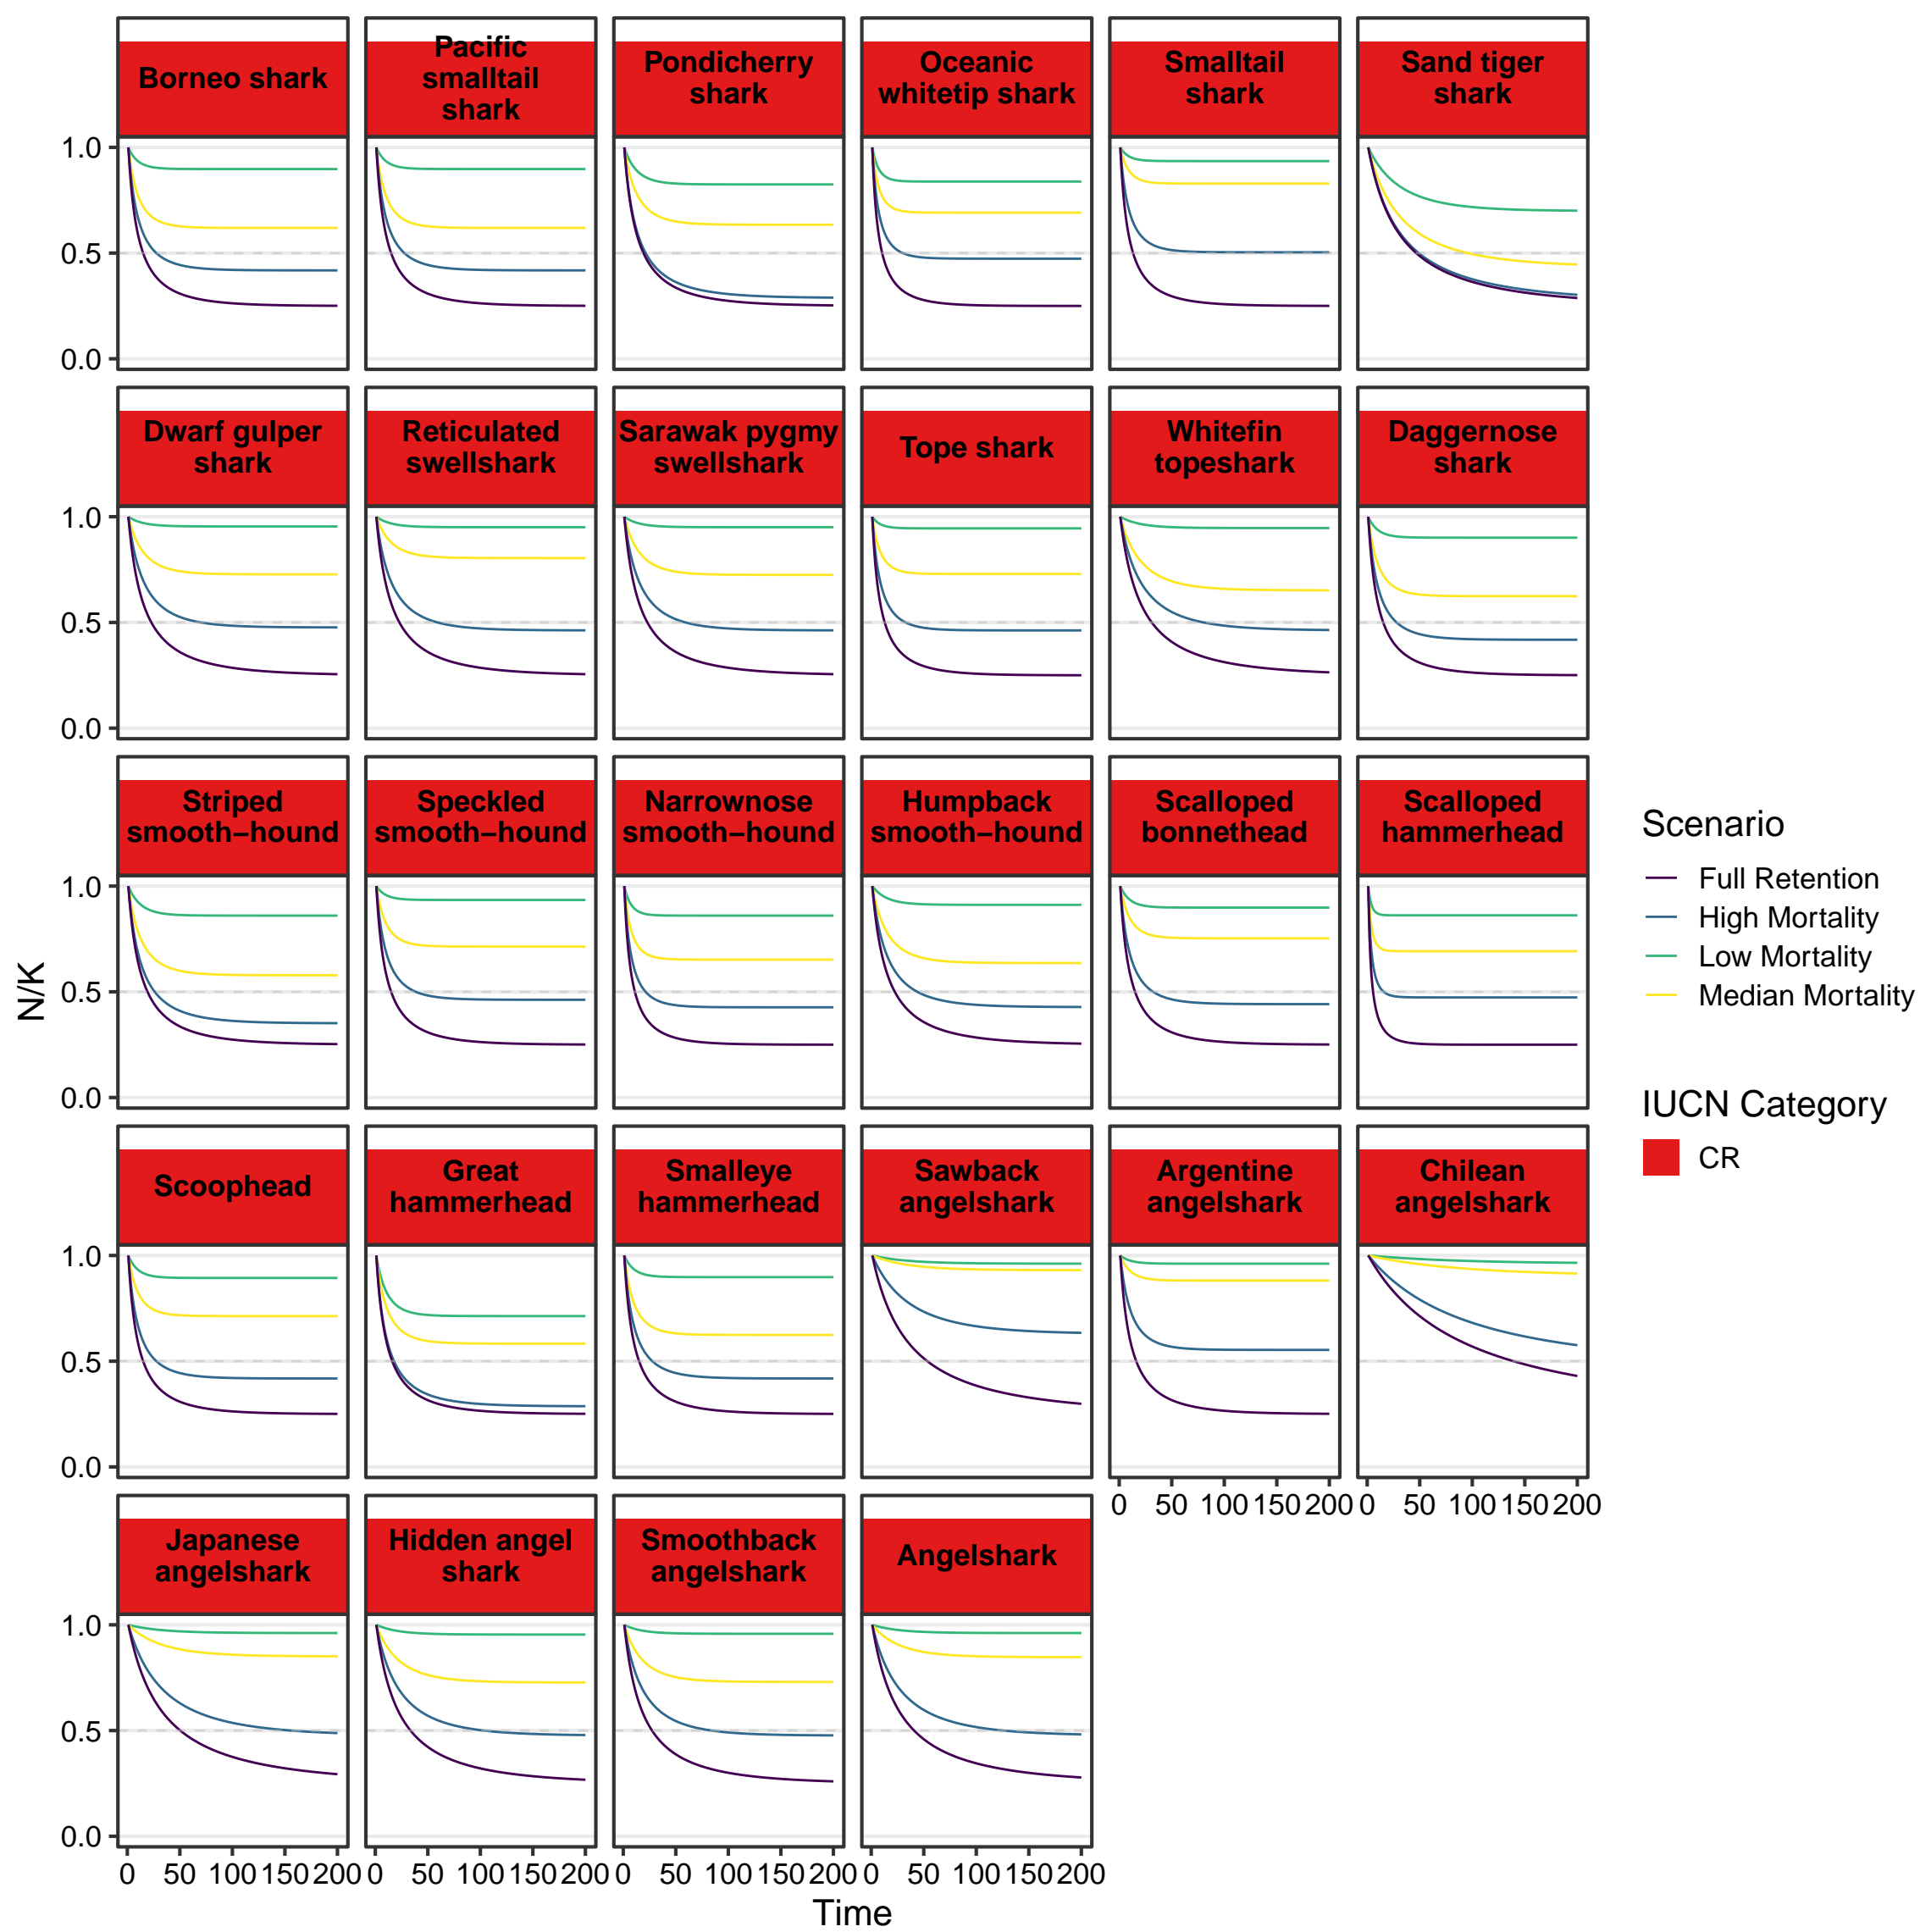 Borneo shark
Pacific
smalltail
shark
Pondicherry
shark
Oceanic
whitetip shark
Smalltail
shark
Sand tiger
shark
1.0
0.5
0.0
Dwarf gulper
shark
Reticulated
swellshark
Sarawak pygmy
swellshark
Tope shark
Whitefin
topeshark
Daggernose
shark
1.0
0.5
0.0
Striped
smooth−hound
Speckled
smooth−hound
Narrownose
smooth−hound
Humpback
smooth−hound
Scalloped
bonnethead
Scalloped
hammerhead
1.0
0.5
0.0
Scoophead
Great
hammerhead
Smalleye
hammerhead
Sawback
angelshark
Argentine
angelshark
Chilean
angelshark
1.0
0.5
0.0
0 50 100 150 200
0 50 100 150 200
Japanese
angelshark
Hidden angel
shark
Smoothback
angelshark
Angelshark
1.0
0.5
0.0
0 50 100 150 200
0 50 100 150 200
0 50 100 150 200
0 50 100 150 200
Time
N/K
Scenario
Full Retention
High Mortality
Low Mortality
Median Mortality
IUCN Category
CR